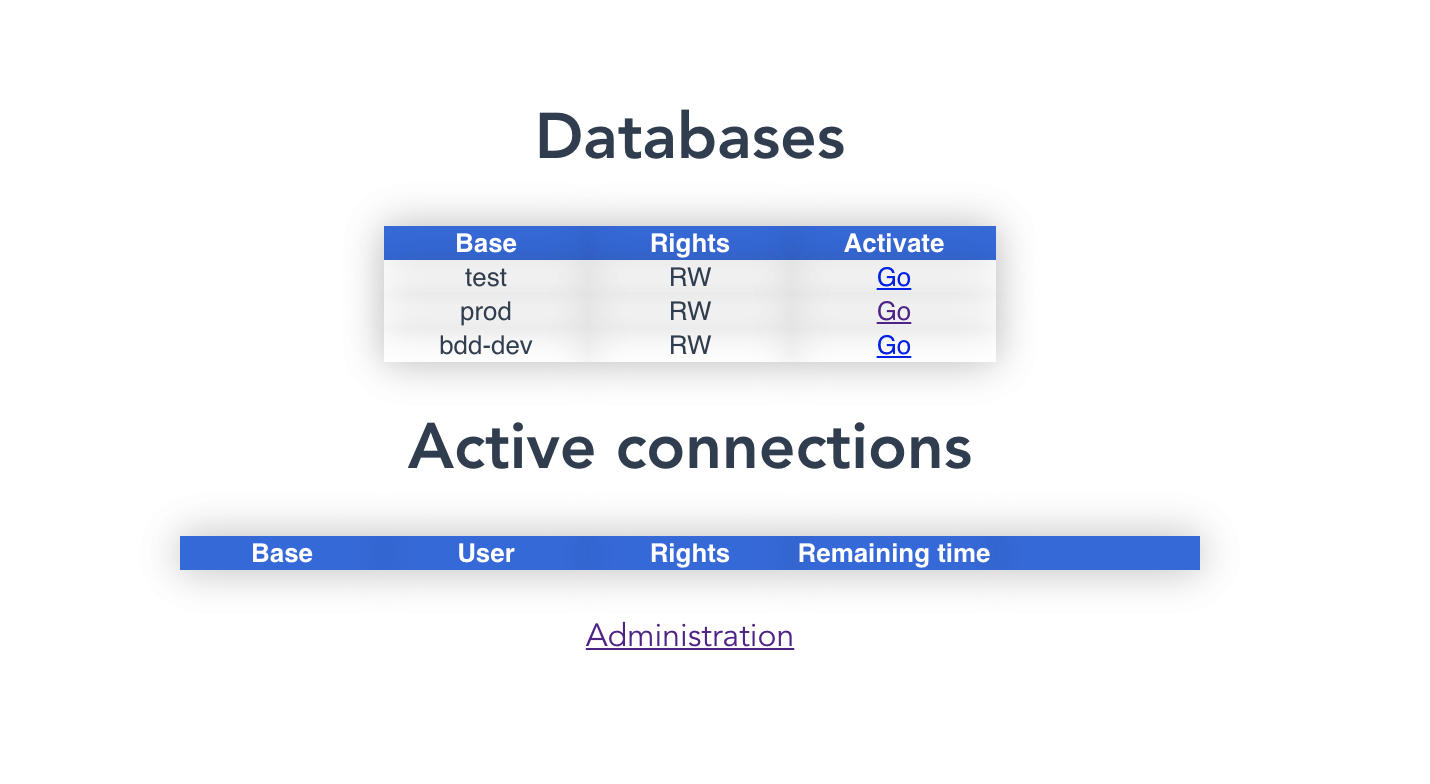 Databases
Base Rights Activate
test RW Go
prod RW Go
bdd-dev RW Go
Active connections
Base User Rights Remaining time
Administration